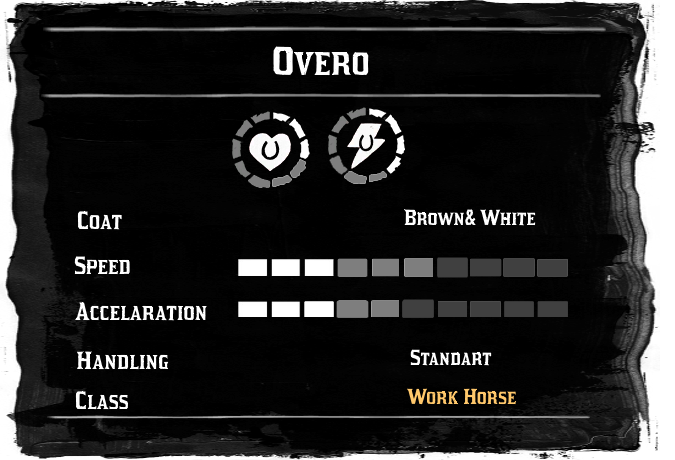 Overo
Coat Brown& White
Speed
Accelaration
Handling Standart
Class Work Horse